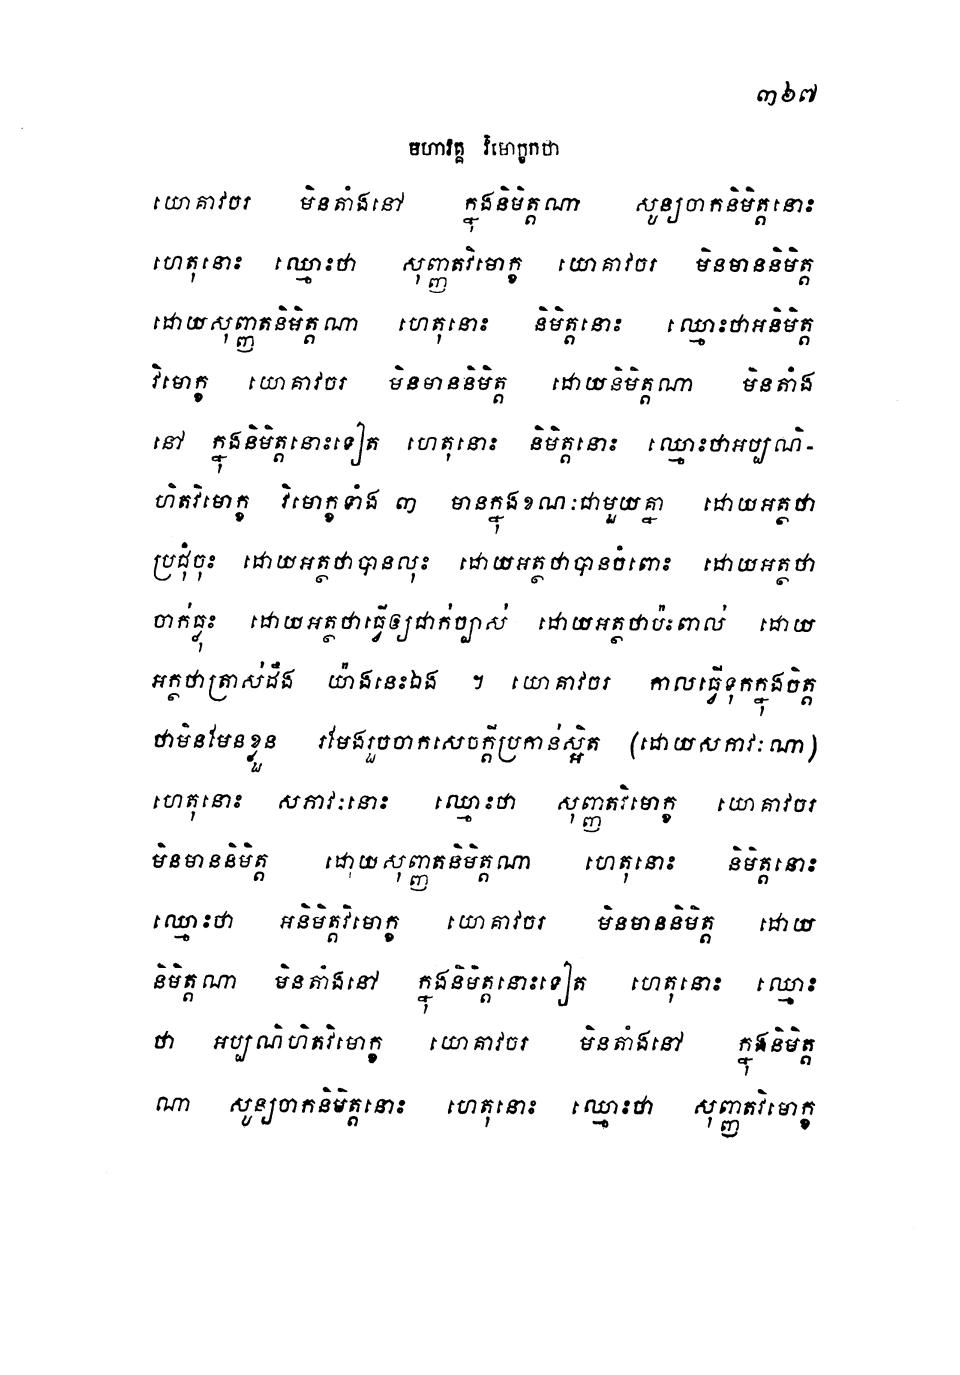 ៣៦៧
មហាវគ្គ វិមោក្ខកថា
យោគាវចរ មិនតាំងនៅ ក្នុងនិមិត្តណា សូន្យចាកនិមិត្តនោះ
ហេតុនោះ ឈ្មោះថា សុញ្ញតវិមោក្ខ យោគាវចរ មិនមាននិមិត្ត
ដោយសុញ្ញតនិមិត្តណា ហេតុនោះ និមិត្តនោះ ឈ្មោះថាអនិមិត្ត
វិមោក្ខ យោគាវចរ មិនមាននិមិត្ត ដោយនិមិត្តណា មិនតាំង
នៅ ក្នុងនិមិត្តនោះទៀត ហេតុនោះ និមិត្តនោះ ឈ្មោះថាអប្បណិ-
ហិតវិមោក្ខ វិមោក្ខទាំង ៣ មានក្នុងខណៈជាមួយគ្នា ដោយអត្ថថា
ប្រជុំចុះ ដោយអត្ថថាបានលុះ ដោយអត្ថថាបានចំពោះ ដោយអត្ថថា
ចាក់ធ្លុះ ដោយអត្ថថាធ្វើឲ្យជាក់ច្បាស់ ដោយអត្ថថាប៉ះពាល់ ដោយ
អត្ថថាត្រាស់ដឹង យ៉ាងនេះឯង ។ យោគាវចរ កាលធ្វើទុកក្នុងចិត្ត
ថាមិនមែនខ្លួន រមែងរួចចាកសេចក្តីប្រកាន់ស្អិត (ដោយសភាវៈណា)
ហេតុនោះ សភាវៈនោះ ឈ្មោះថា សុញ្ញតវិមោក្ខ យោគាវចរ
មិនមាននិមិត្ត ដោយសុញ្ញតនិមិត្តណា ហេតុនោះ និមិត្តនោះ
ឈ្មោះថា អនិមិត្តវិមោក្ខ យោគាវចរ មិនមាននិមិត្ត ដោយ
និមិត្តណា មិនតាំងនៅ ក្នុងនិមិត្តនោះទៀត ហេតុនោះ ឈ្មោះ
ថា អប្បណិហិតវិមោក្ខ យោគាវចរ មិនតាំងនៅ ក្នុងនិមិត្ត
ណា សូន្យចាកនិមិត្តនោះ ហេតុនោះ ឈ្មោះថា សុញ្ញតវិមោក្ខ